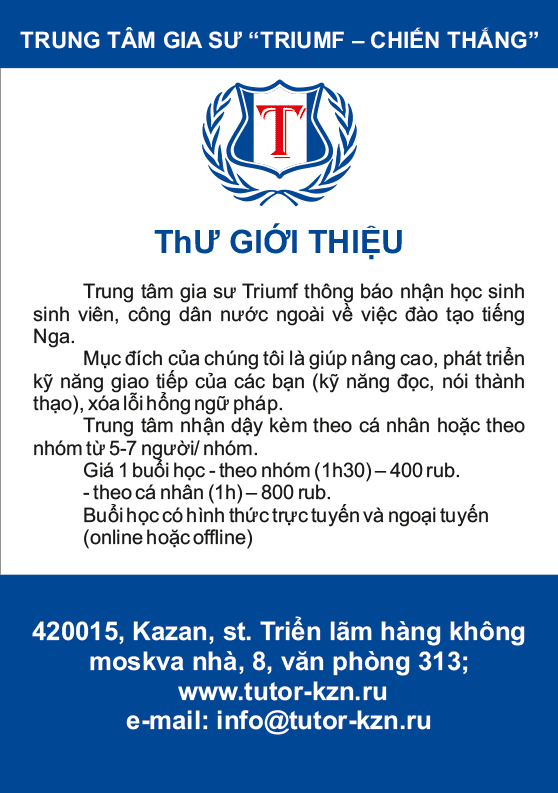 TRUNG TÂM GIA SƯ “TRIUMF – CHIẾN THẮNG”
T
ThƯ GIỚI THIỆU
Trung tâm gia sư Triumf thông báo nhận học sinh
sinh viên, công dân nước ngoài về việc đào tạo tiếng
Nga.
Mục đích của chúng tôi là giúp nâng cao, phát triển
kỹ năng giao tiếp của các bạn (kỹ năng đọc, nói thành
thạo), xóa lỗi hổng ngữ pháp.
Trung tâm nhận dậy kèm theo cá nhân hoặc theo
nhóm từ 5-7 người/ nhóm.
Giá 1 buổi học - theo nhóm (1h30) – 400 rub.
- theo cá nhân (1h) – 800 rub.
Buổi học có hình thức trực tuyến và ngoại tuyến
(online hoặc offline)
420015, Kazan, st. Triển lãm hàng không
moskva nhà, 8, văn phòng 313;
www.tutor-kzn.ru
e-mail: info@tutor-kzn.ru